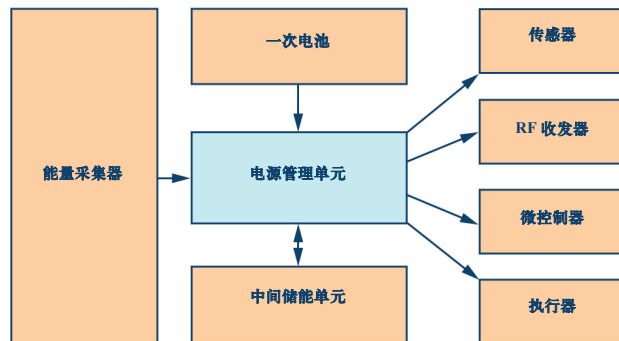 一次电池
传感器
RF 收发器
能量采集器
电源管理单元
微控制器
中间储能单元
执行器